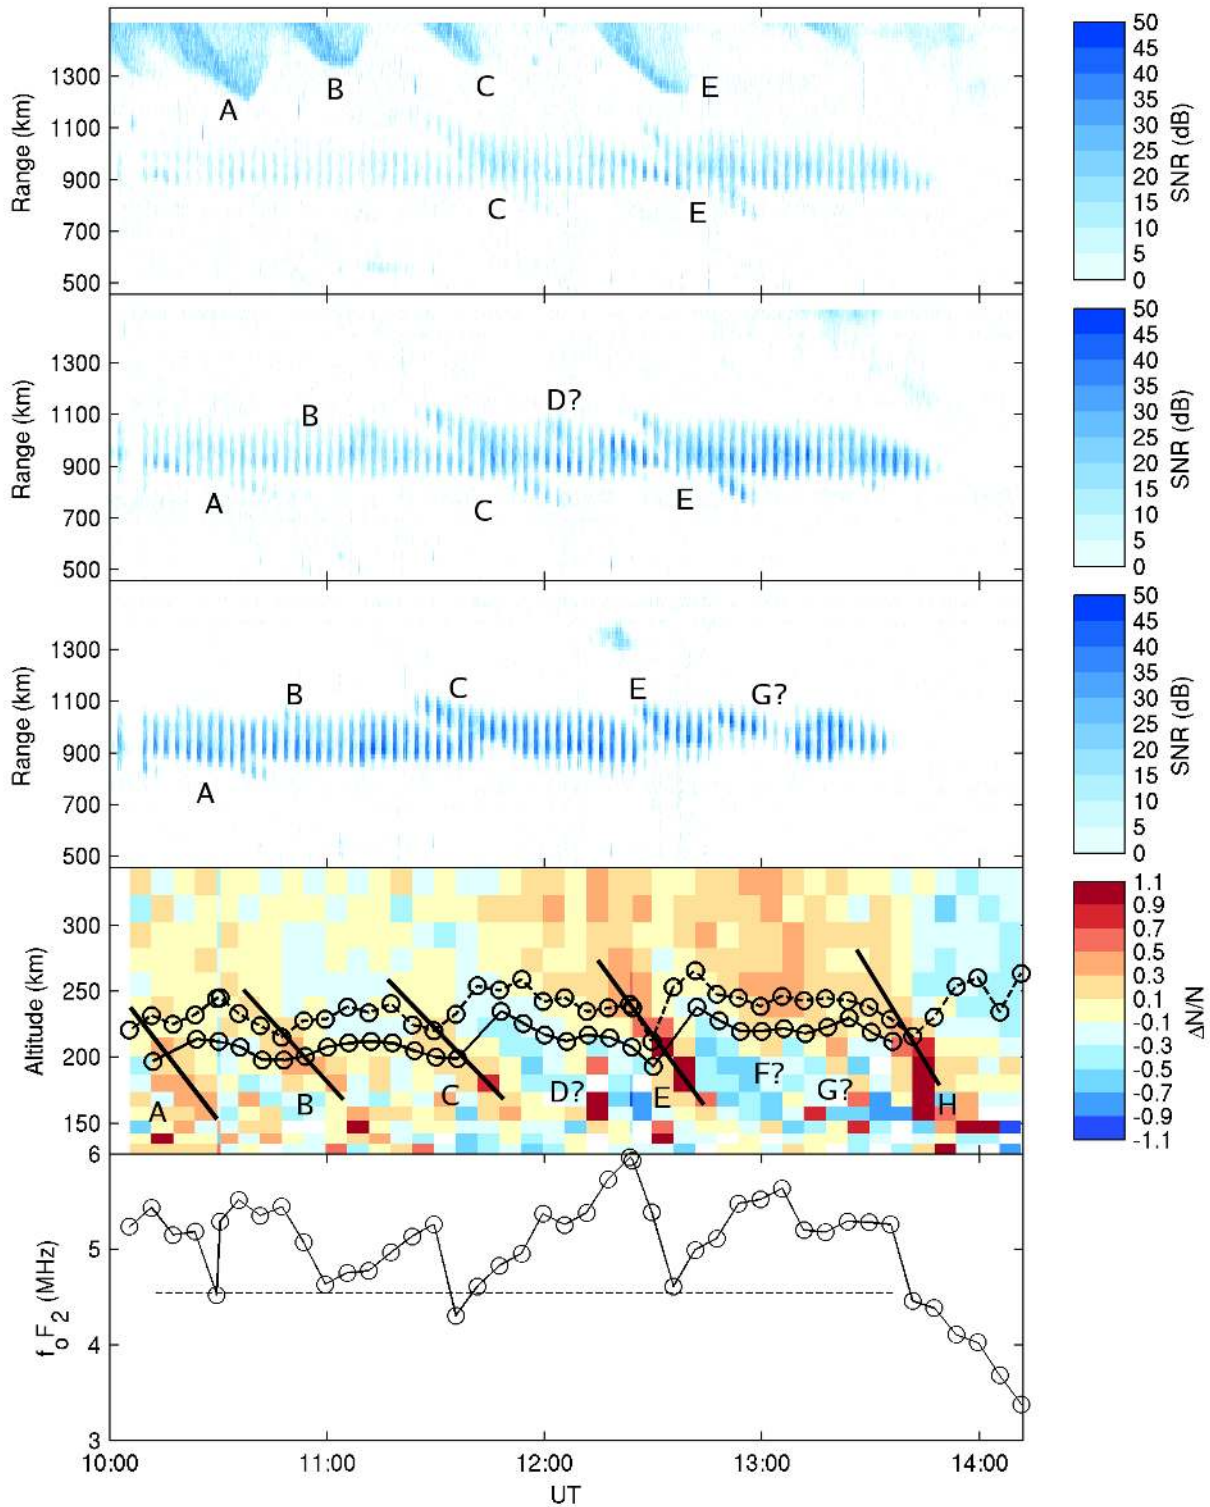 50
45
40
35
30
25
20
15
10
5
0
SNR (dB)
1300
1100
900
700
500
Range (km)
A
B
C
E
C
E
50
45
40
35
30
25
20
15
10
5
0
SNR (dB)
1300
1100
900
700
500
Range (km)
B
D?
A
C
E
50
45
40
35
30
25
20
15
10
5
0
SNR (dB)
1300
1100
900
700
500
Range (km)
B
C
E
G?
A
1.1
0.9
0.7
0.5
0.3
0.1
-0.1
-0.3
-0.5
-0.7
-0.9
-1.1
ΔN/N
300
250
200
150
Altitude (km)
A
B
C
D?
E
F?
G?
H
6
5
4
3
foF2 (MHz)
10:00 11:00 12:00 13:00 14:00
UT